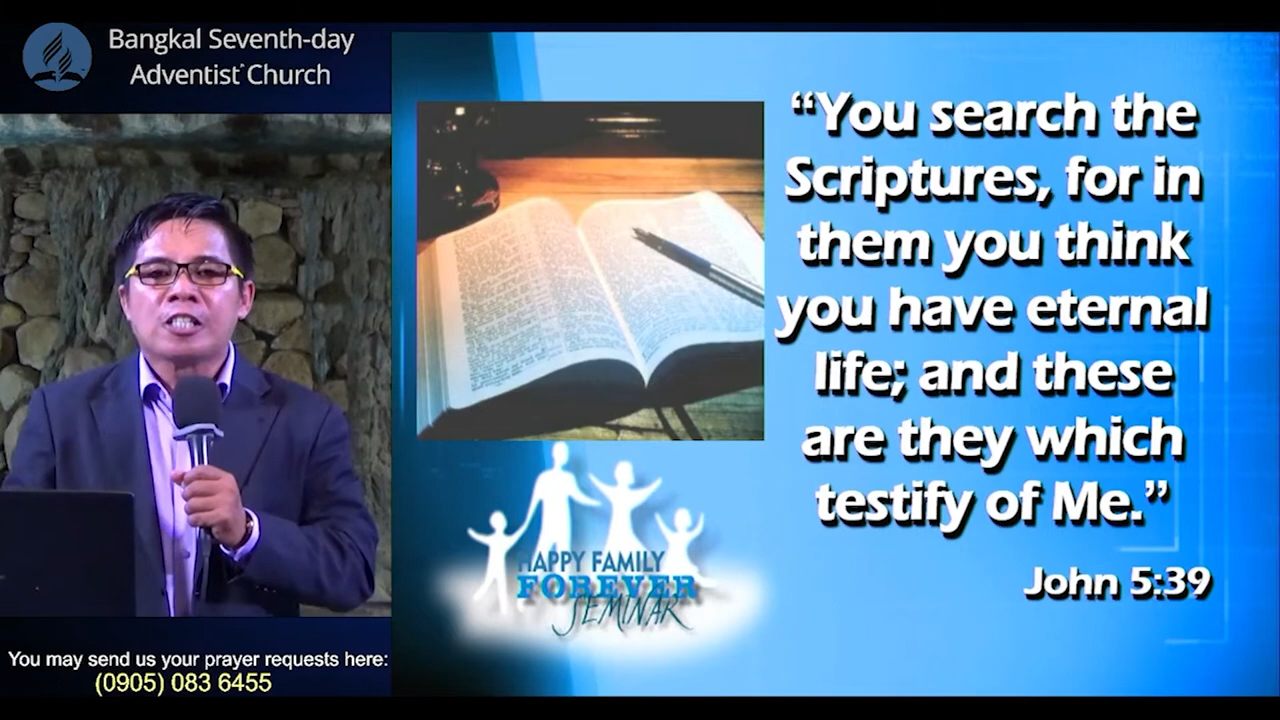 Bangkal Seventh-day
Adventist® Church
“You search the
Scriptures, for in
them you think
you have eternal
life; and these
are they which
testify of Me.”
John 5:39
HAPPY FAMILY
FOREVER
SEMINAR
You may send us your prayer requests here:
(0905) 083 6455